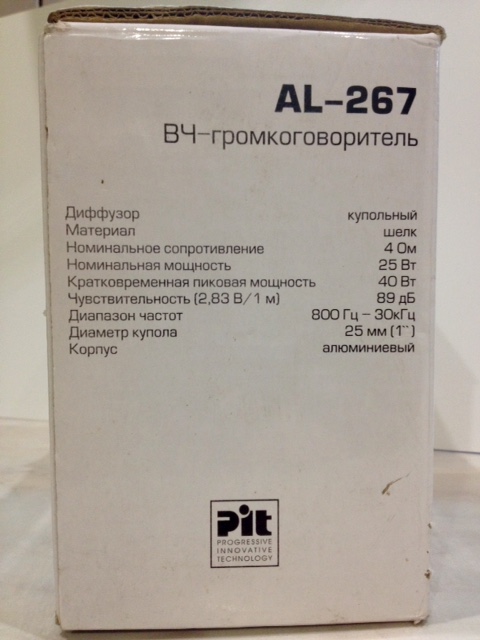 AL-267
ВЧ-громкоговоритель
Диффузор купольный
Материал шелк
Номинальное сопротивление 4 Ом
Номинальная мощность 25 Вт
Кратковременная пиковая мощность 40 Вт
Чувствительность (2,83 В/1 м) 89 дБ
Диапазон частот 800 Гц - 30кГц
Диаметр купола 25 мм (1``)
Корпус алюминиевый
Pit
PROGRESSIVE
INNOVATIVE
TECHNOLOGY